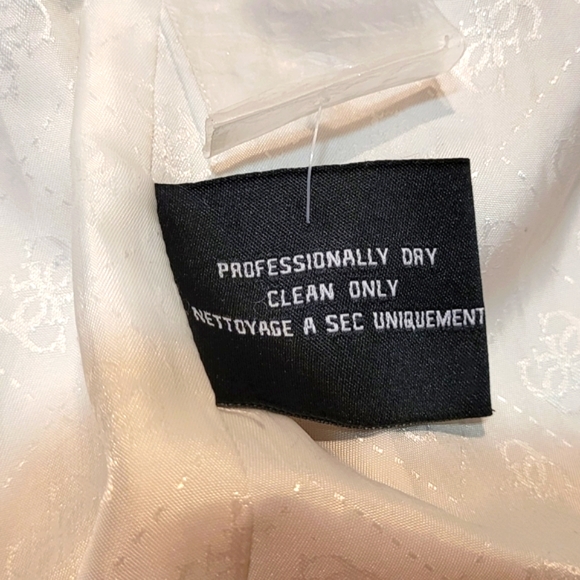 PROFESSIONALLY DRY
CLEAN ONLY
NETTOYAGE A SEC UNIQUEMENT